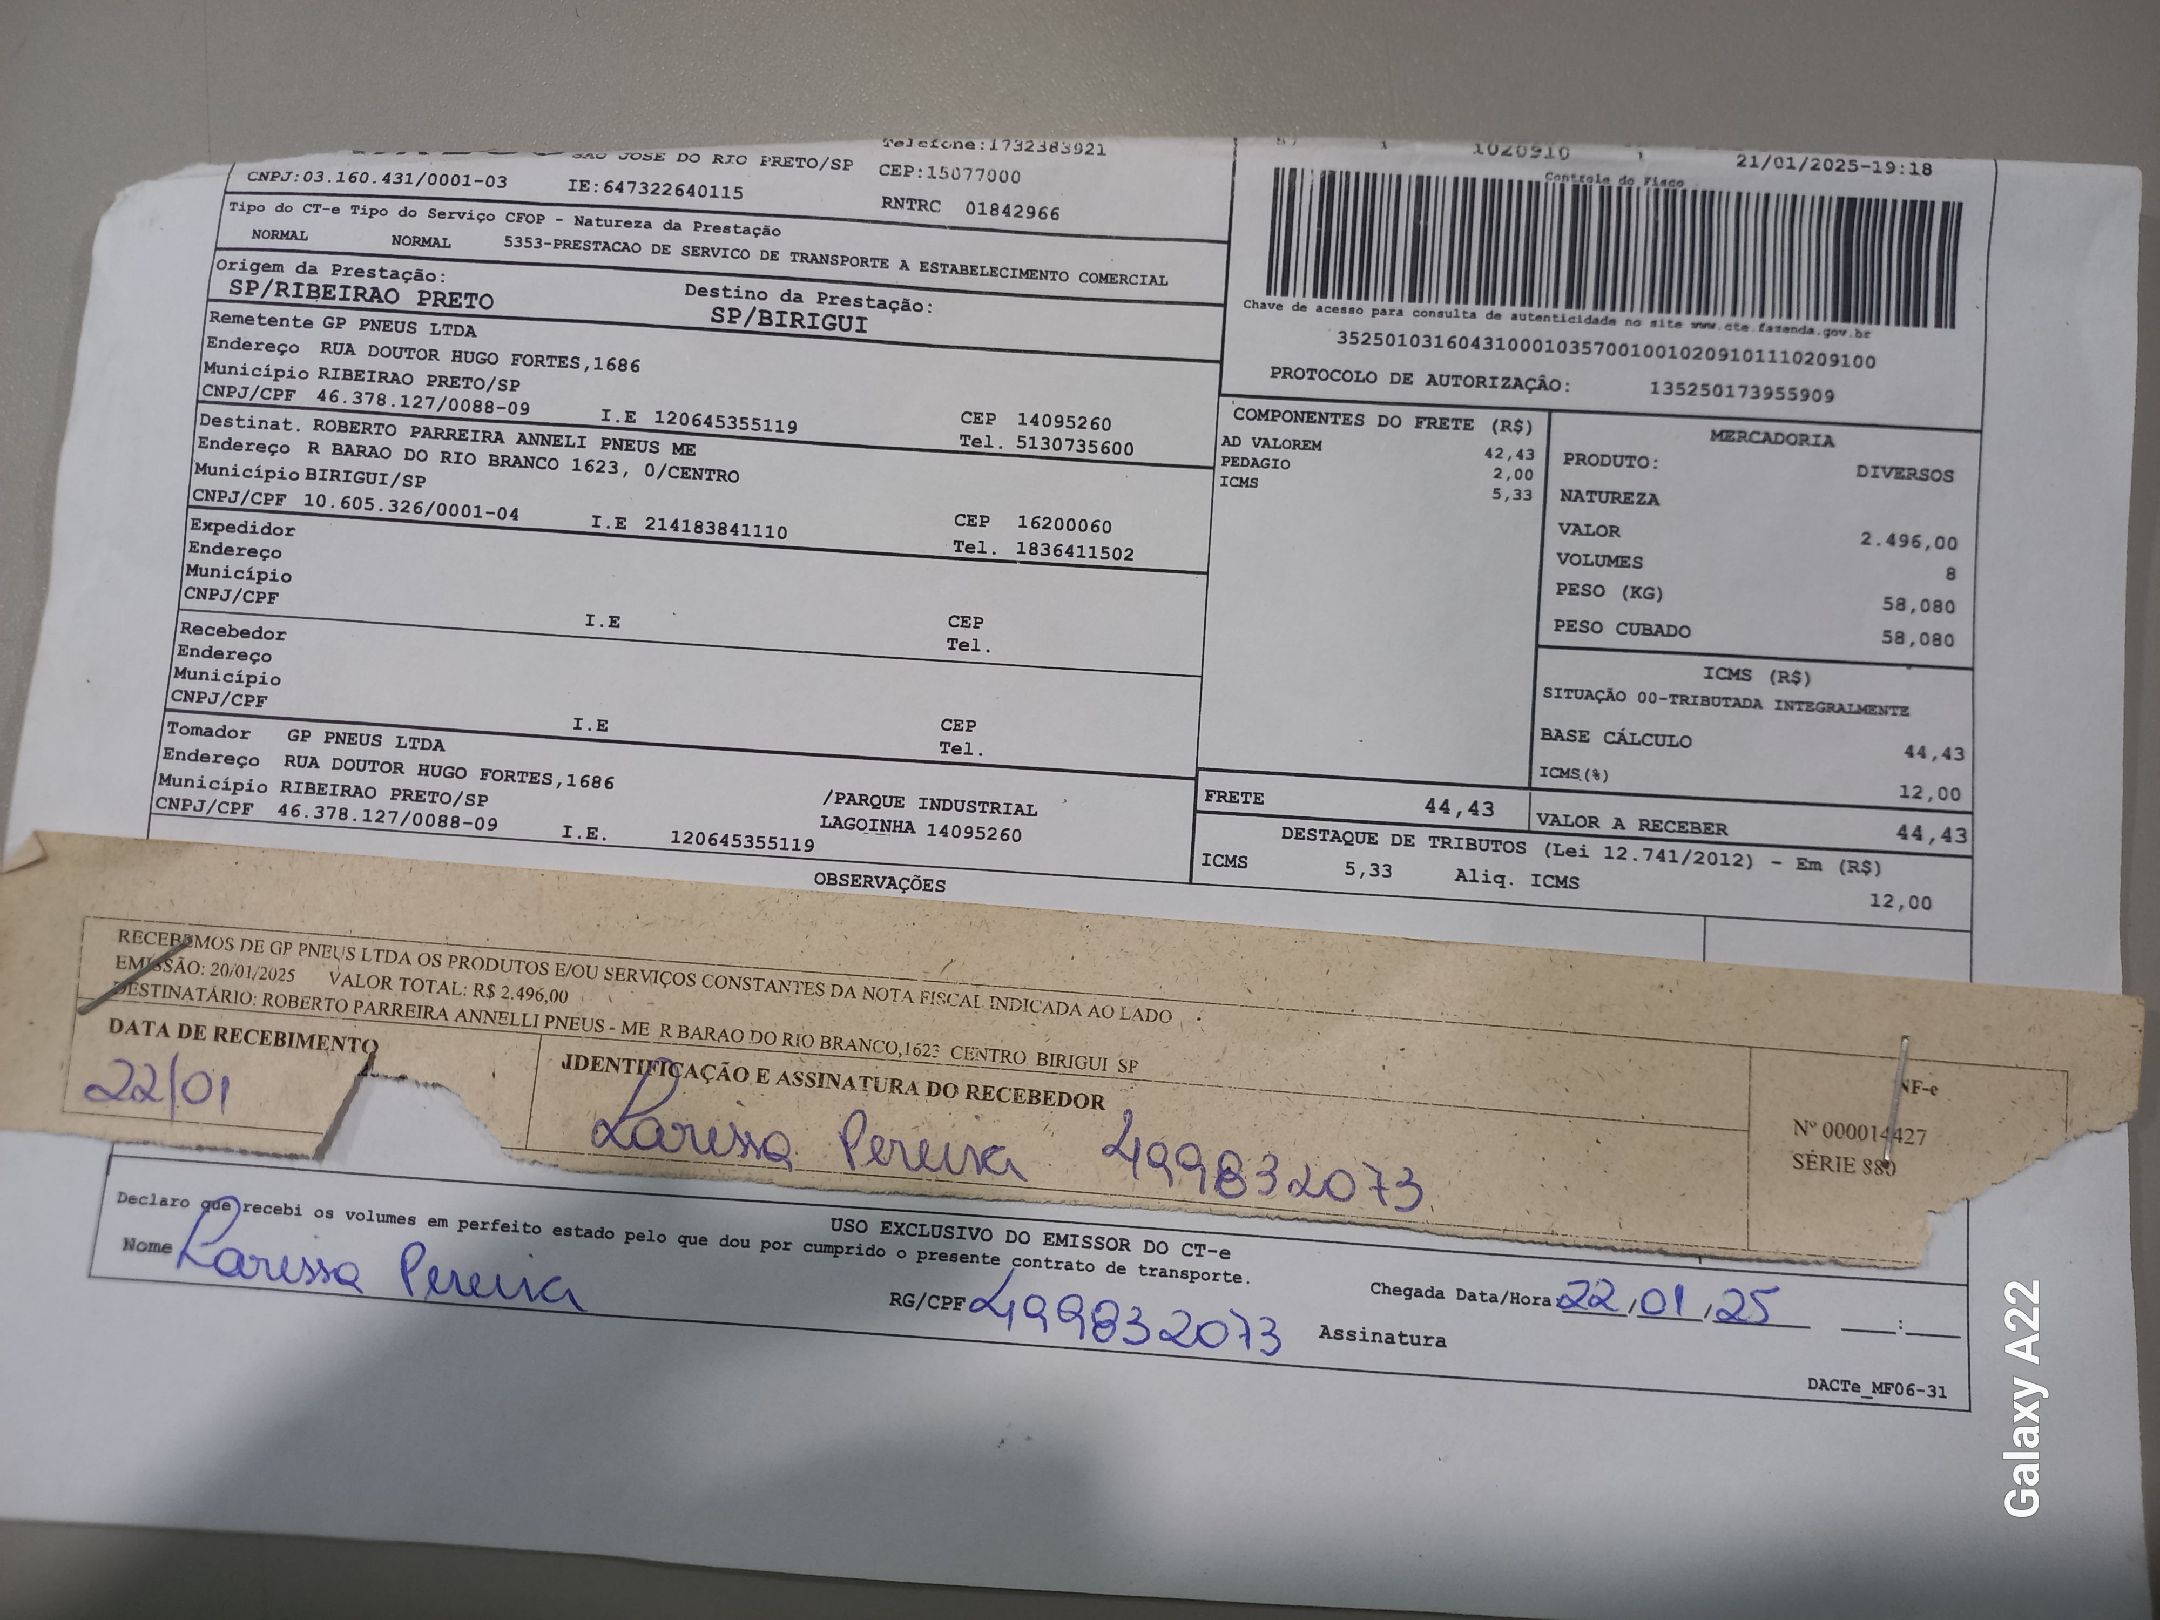 SAO JOSE DO RIO PRETO/SP
Telefone:1732383921
CNPJ:03.160.431/0001-03 IE:647322640115 CEP:15077000
RNTRC 01842966
1020910 21/01/2025-19:18
Controle do Fisco
Tipo do CT-e Tipo do Serviço CFOP - Natureza da Prestação
NORMAL NORMAL 5353-PRESTACAO DE SERVICO DE TRANSPORTE A ESTABELECIMENTO COMERCIAL
Origem da Prestação: Destino da Prestação:
SP/RIBEIRAO PRETO SP/BIRIGUI
Chave de acesso para consulta de autenticidade no site www.cte.fazenda.gov.br
35250103160431000103570010010209101110209100
PROTOCOLO DE AUTORIZAÇÃO: 135250173955909
Remetente GP PNEUS LTDA
Endereço RUA DOUTOR HUGO FORTES,1686
Município RIBEIRAO PRETO/SP CEP 14095260
CNPJ/CPF 46.378.127/0088-09 I.E 120645355119 Tel. 5130735600
Destinat. ROBERTO PARREIRA ANNELI PNEUS ME
Endereço R BARAO DO RIO BRANCO 1623, 0/CENTRO
Município BIRIGUI/SP CEP 16200060
CNPJ/CPF 10.605.326/0001-04 I.E 214183841110 Tel. 1836411502
Expedidor
Endereço
Município CEP
CNPJ/CPF I.E Tel.
Recebedor
Endereço
Município CEP
CNPJ/CPF I.E Tel.
Tomador GP PNEUS LTDA
Endereço RUA DOUTOR HUGO FORTES,1686 /PARQUE INDUSTRIAL
Município RIBEIRAO PRETO/SP LAGOINHA 14095260
CNPJ/CPF 46.378.127/0088-09 I.E. 120645355119
COMPONENTES DO FRETE (R$)
AD VALOREM 42,43
PEDAGIO 2,00
ICMS 5,33
MERCADORIA
PRODUTO: DIVERSOS
NATUREZA
VALOR 2.496,00
VOLUMES 8
PESO (KG) 58,080
PESO CUBADO 58,080
ICMS (R$)
SITUAÇÃO 00-TRIBUTADA INTEGRALMENTE
BASE CÁLCULO 44,43
ICMS(%) 12,00
FRETE 44,43 VALOR A RECEBER 44,43
DESTAQUE DE TRIBUTOS (Lei 12.741/2012) - Em (R$)
ICMS 5,33 Aliq. ICMS 12,00
OBSERVAÇÕES
RECEBEMOS DE GP PNEUS LTDA OS PRODUTOS E/OU SERVIÇOS CONSTANTES DA NOTA FISCAL INDICADA AO LADO
EMISSÃO: 20/01/2025 VALOR TOTAL: R$ 2.496,00
DESTINATÁRIO: ROBERTO PARREIRA ANNELLI PNEUS - ME R BARAO DO RIO BRANCO,1623 CENTRO BIRIGUI SP
DATA DE RECEBIMENTO IDENTIFICAÇÃO E ASSINATURA DO RECEBEDOR
22/01 Larissa Pereira 499832073
NF-e
Nº 000014427
SÉRIE 880
USO EXCLUSIVO DO EMISSOR DO CT-e
Declaro que recebi os volumes em perfeito estado pelo que dou por cumprido o presente contrato de transporte.
Nome Larissa Pereira RG/CPF 499832073 Assinatura
Chegada Data/Hora: 22/01/25 __:__
DACTe_MF06-31
Galaxy A22